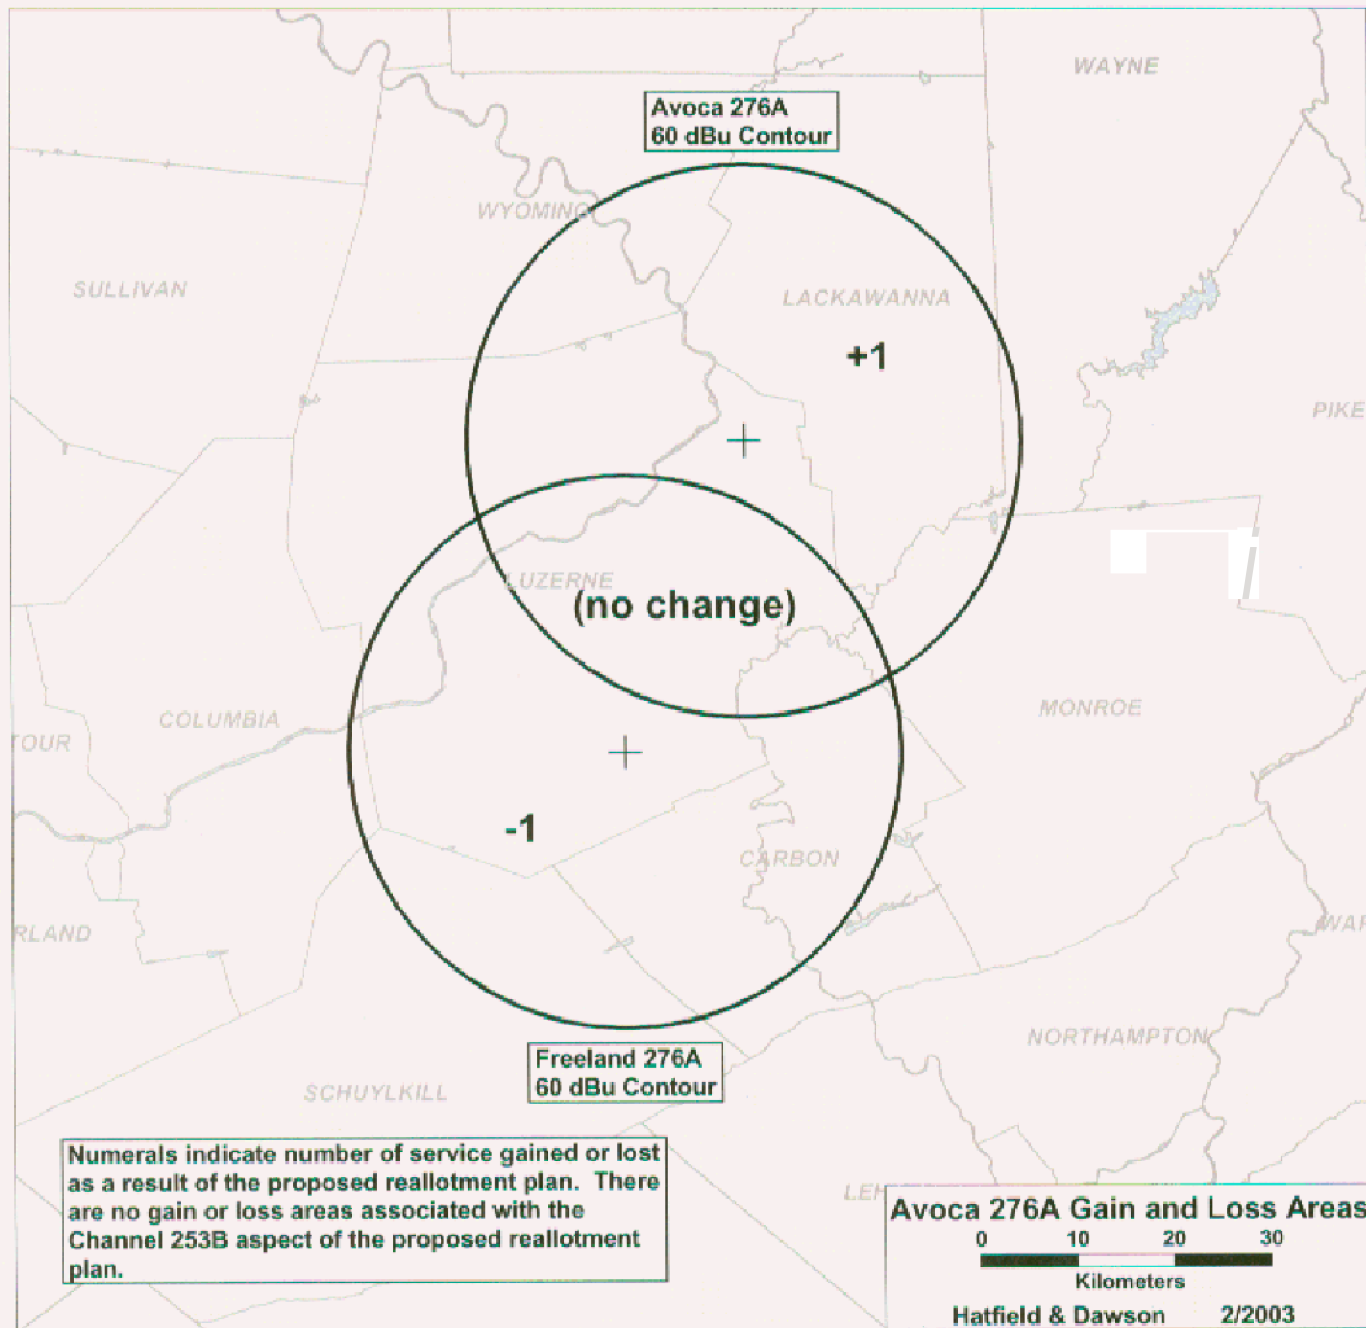 WAYNE
Avoca 276A
60 dBu Contour
WYOMING
SULLIVAN
LACKAWANNA
+1
PIKE
LUZERNE
(no change)
COLUMBIA
MONROE
TOUR
-1
CARBON
RLAND
WAR
NORTHAMPTON
Freeland 276A
60 dBu Contour
SCHUYLKILL
Numerals indicate number of service gained or lost
as a result of the proposed reallotment plan. There
are no gain or loss areas associated with the
Channel 253B aspect of the proposed reallotment
plan.
LEH
Avoca 276A Gain and Loss Areas
0 10 20 30
Kilometers
Hatfield & Dawson 2/2003